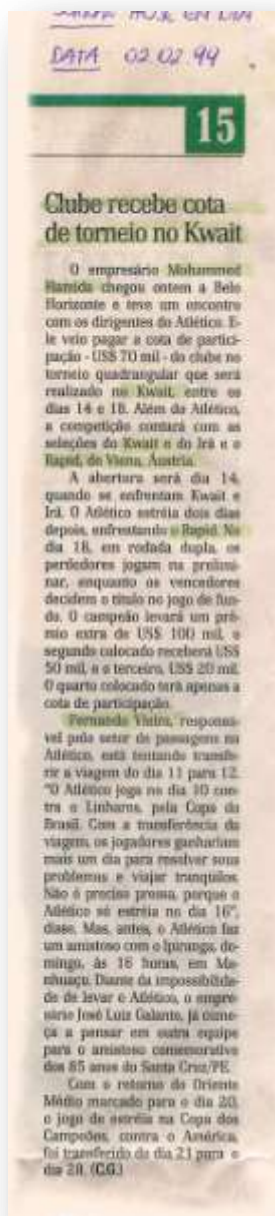 HOJE EM DIA
DATA 02.02.99
15
Clube recebe cota
de torneio no Kwait
O empresário Mohammed
Hamida chegou ontem a Belo
Horizonte e teve um encontro
com os dirigentes do Atlético. E-
le veio pagar a cota de partici-
pação - US$ 70 mil - do clube no
torneio quadrangular que será
realizado no Kwait, entre os
dias 14 e 18. Além do Atlético,
a competição contará com as
seleções do Kwait e do Irã e o
Rapid, de Viena, Áustria.
A abertura será dia 14,
quando se enfrentam Kwait e
Irã. O Atlético estréia dois dias
depois, enfrentando o Rapid. No
dia 18, em rodada dupla, os
perdedores jogam na prelimi-
nar, enquanto os vencedores
decidem o título no jogo de fun-
do. O campeão levará um prê-
mio extra de US$ 100 mil, o
segundo colocado receberá US$
50 mil, e o terceiro, US$ 20 mil.
O quarto colocado terá apenas a
cota de participação.
Fernando Vieira, responsá-
vel pelo setor de passagens no
Atlético, está tentando transfe-
rir a viagem do dia 11 para 12.
"O Atlético joga no dia 10 con-
tra o Linhares, pela Copa do
Brasil. Com a transferência da
viagem, os jogadores ganhariam
mais um dia para resolver seus
problemas e viajar tranquilos.
Não é preciso pressa, porque o
Atlético só estréia no dia 16",
disse. Mas, antes, o Atlético faz
um amistoso com o Ipiranga, do-
mingo, às 16 horas, em Ma-
nhuaçu. Diante da impossibilida-
de de levar o Atlético, o empre-
sário José Luiz Galante, já come-
ça a pensar em outra equipe
para o amistoso comemorativo
dos 85 anos do Santa Cruz/PE.
Com o retorno do Oriente
Médio marcado para o dia 20,
o jogo de estréia na Copa dos
Campeões, contra o América,
foi transferido do dia 21 para o
dia 28. (C.G.)